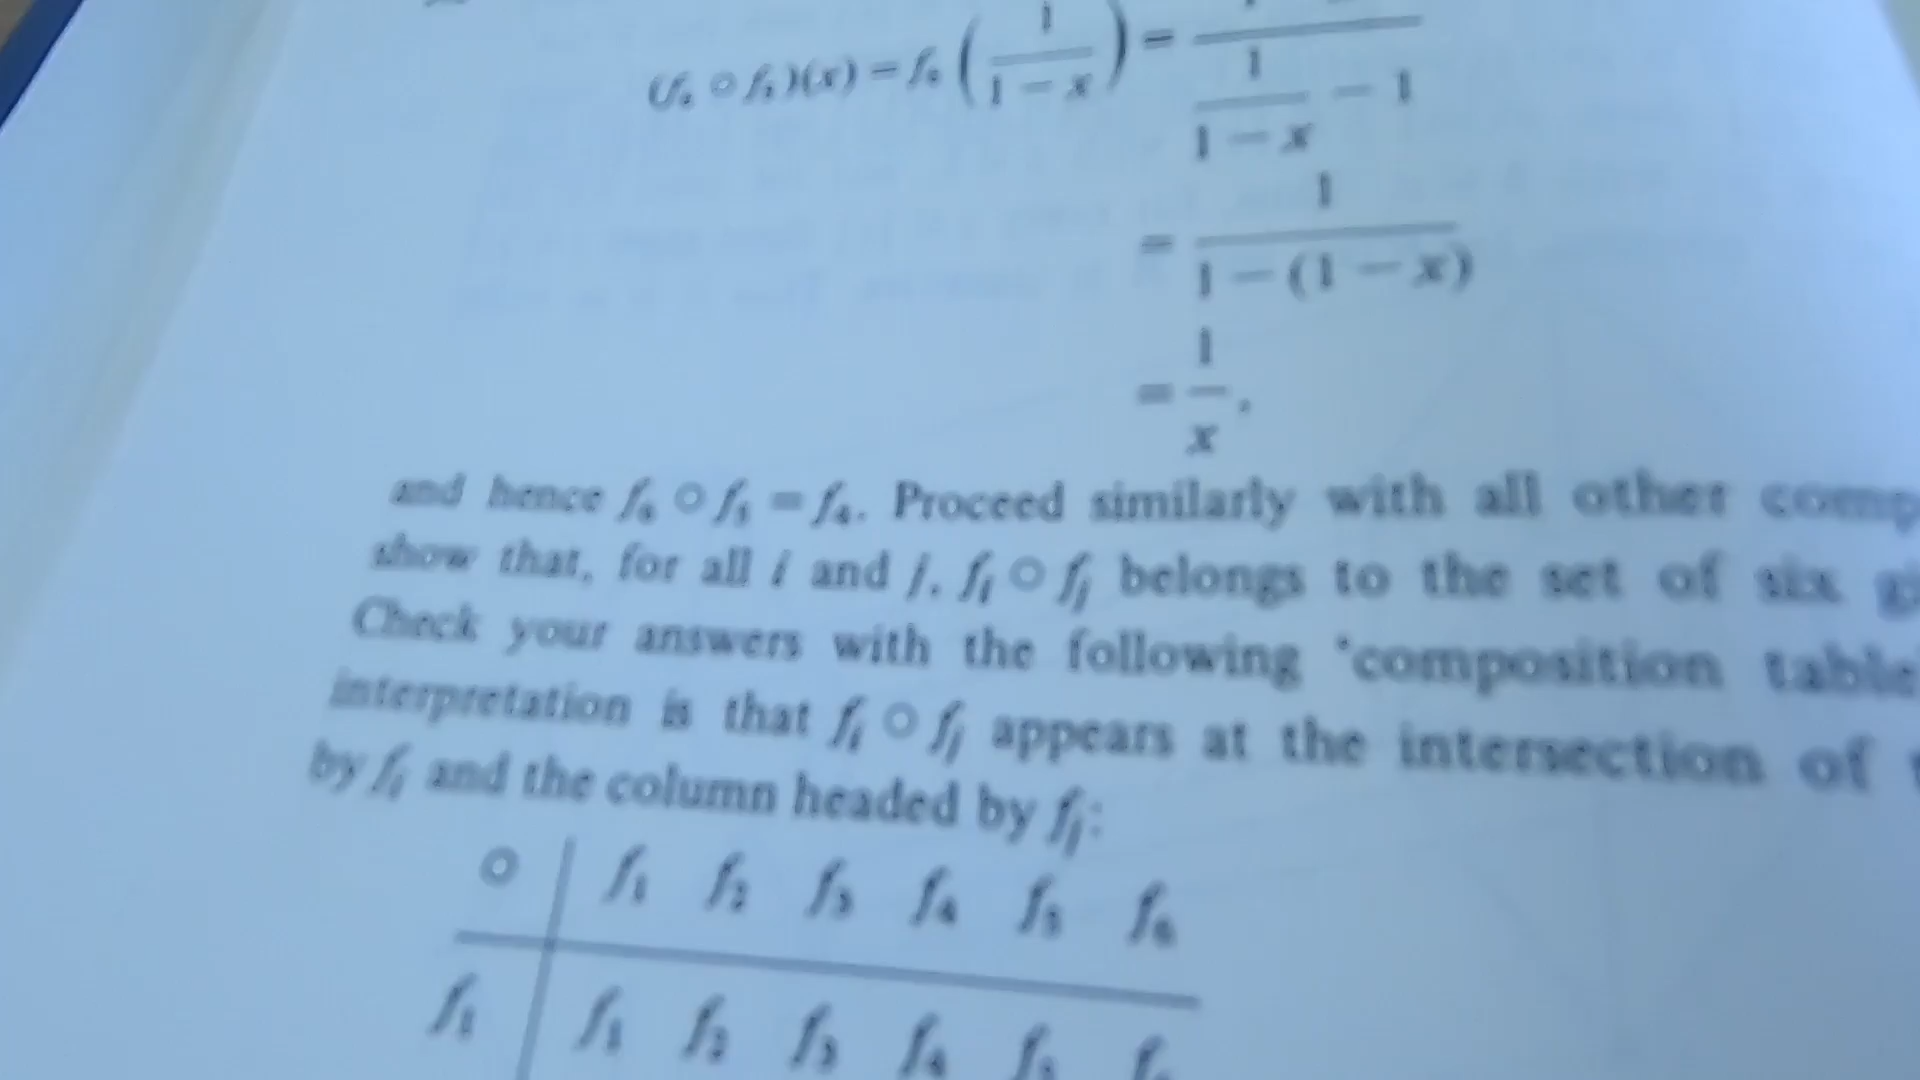 (f₆ ∘ f₅)(x) = f₆ (1/(1 − x)) = 1/(1 − x) / (1/(1 − x) − 1)
= 1/(1 − (1 − x))
= 1/x,
and hence f₆ ∘ f₅ = f₄. Proceed similarly with all other
show that, for all i and j, fᵢ ∘ fⱼ belongs to the set of six
Check your answers with the following 'composition table
interpretation is that fᵢ ∘ fⱼ appears at the intersection of
by fᵢ and the column headed by fⱼ:
∘ f₁ f₂ f₃ f₄ f₅ f₆
f₁ f₁ f₂ f₃ f₄ f₅